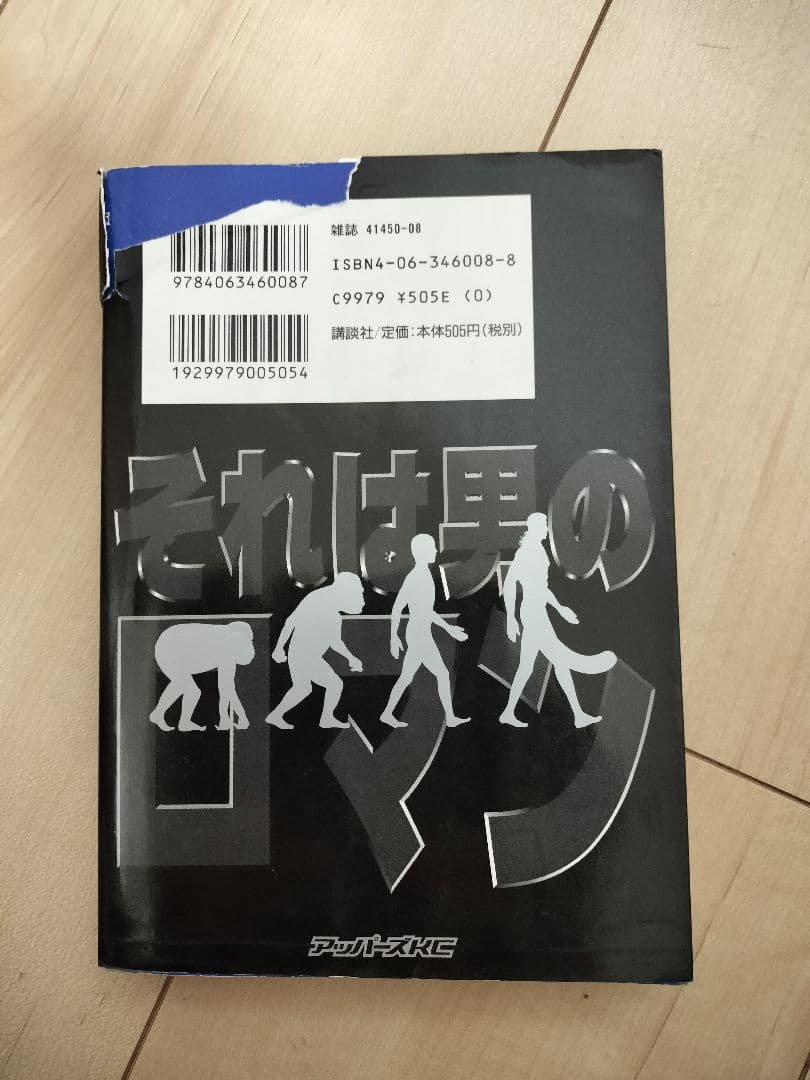 雑誌 41450-08
ISBN4-06-346008-8
9784063460087
C9979 ¥505E (0)
講談社/定価:本体505円(税別)
1929979005054
それは男の
ロマン
アッパーズKC